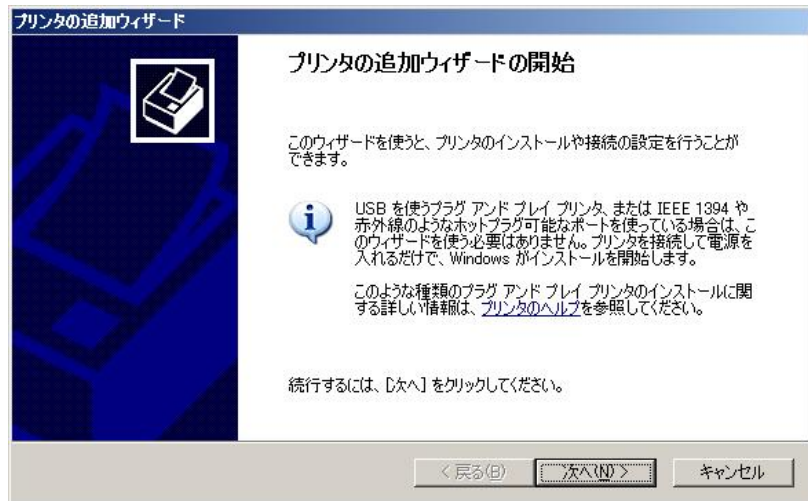 プリンタの追加ウィザード
プリンタの追加ウィザードの開始
このウィザードを使うと、プリンタのインストールや接続の設定を行うことが
できます。
USB を使うプラグ アンド プレイ プリンタ、または IEEE 1394 や
赤外線のようなホットプラグ可能なポートを使っている場合は、こ
のウィザードを使う必要はありません。プリンタを接続して電源を
入れるだけで、Windows がインストールを開始します。
このような種類のプラグ アンド プレイ プリンタのインストールに関
する詳しい情報は、プリンタのヘルプを参照してください。
続行するには、[次へ] をクリックしてください。
< 戻る(B)
次へ(N) >
キャンセル